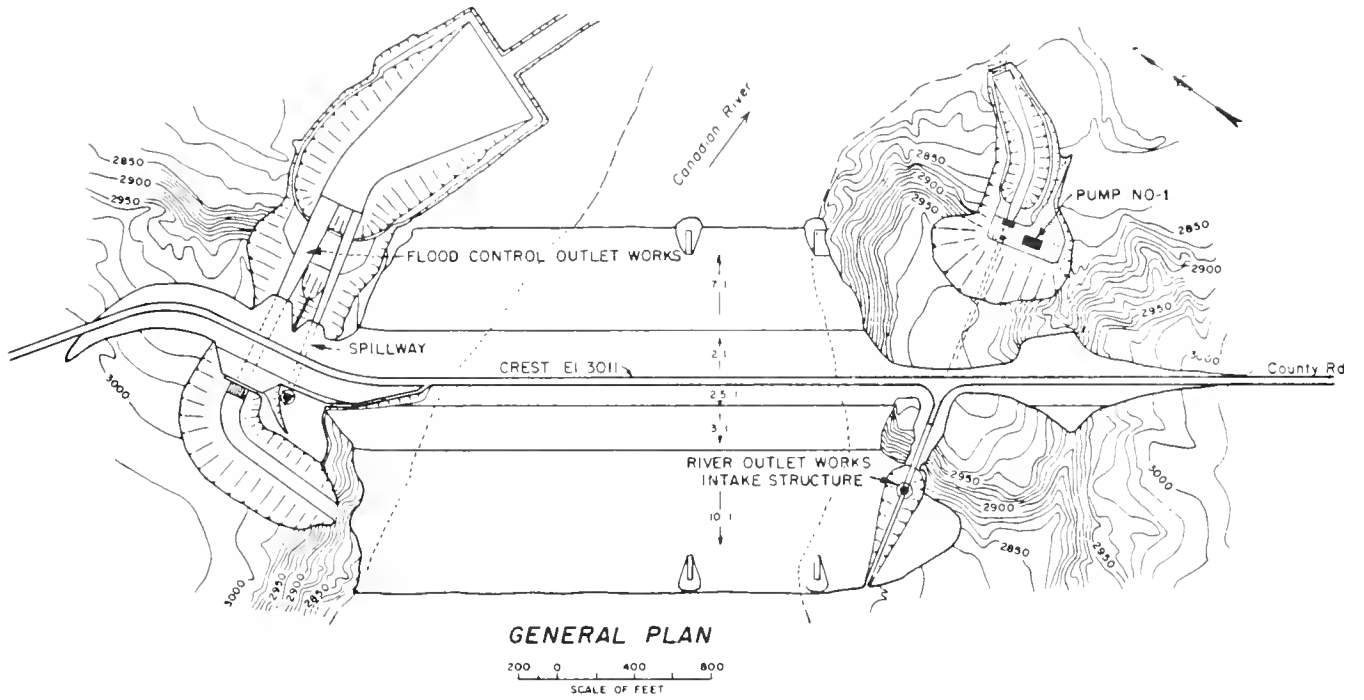 Canadian River
2850
2900
2950
2850
2900
2950
PUMP NO-1
2850
2900
2950
FLOOD CONTROL OUTLET WORKS
7:1
SPILLWAY
2:1
3000
CREST El 3011
County Rd
3000
2.5:1
3:1
RIVER OUTLET WORKS
INTAKE STRUCTURE
2950
2900
2850
3000
2950
10:1
3000
2950
2900
2850
GENERAL PLAN
200 0 400 800
SCALE OF FEET